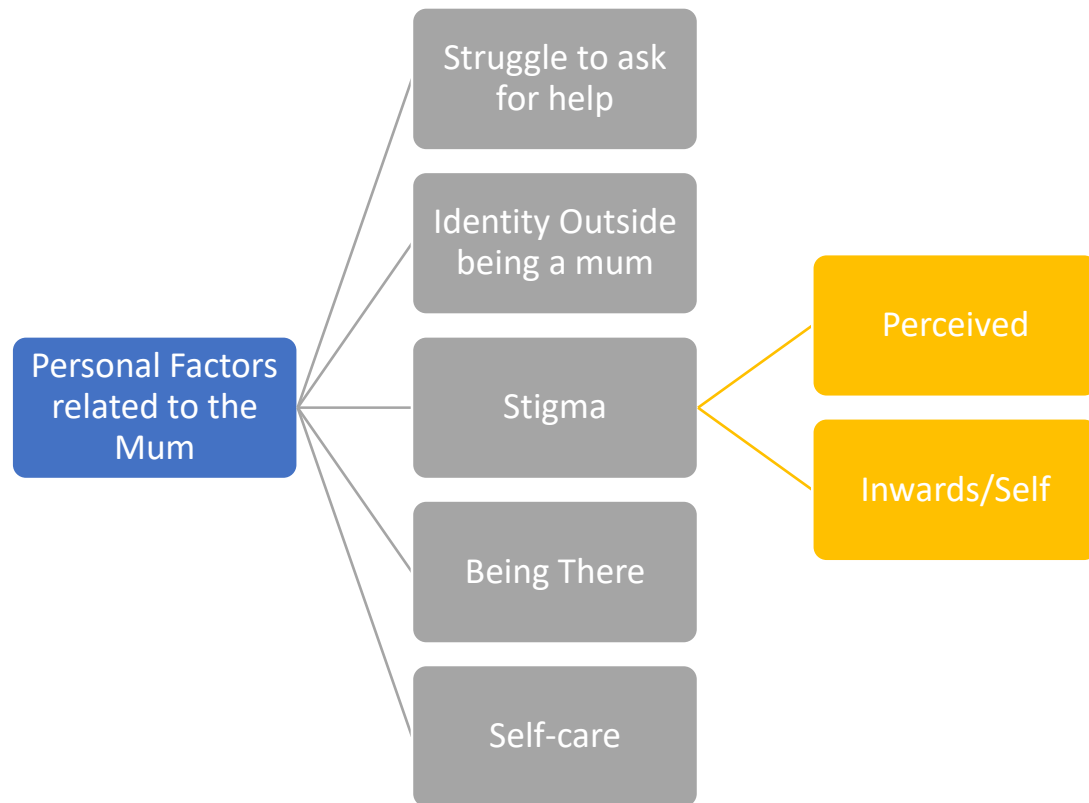 Personal Factors
related to the
Mum
Struggle to ask
for help
Identity Outside
being a mum
Stigma
Being There
Self-care
Perceived
Inwards/Self